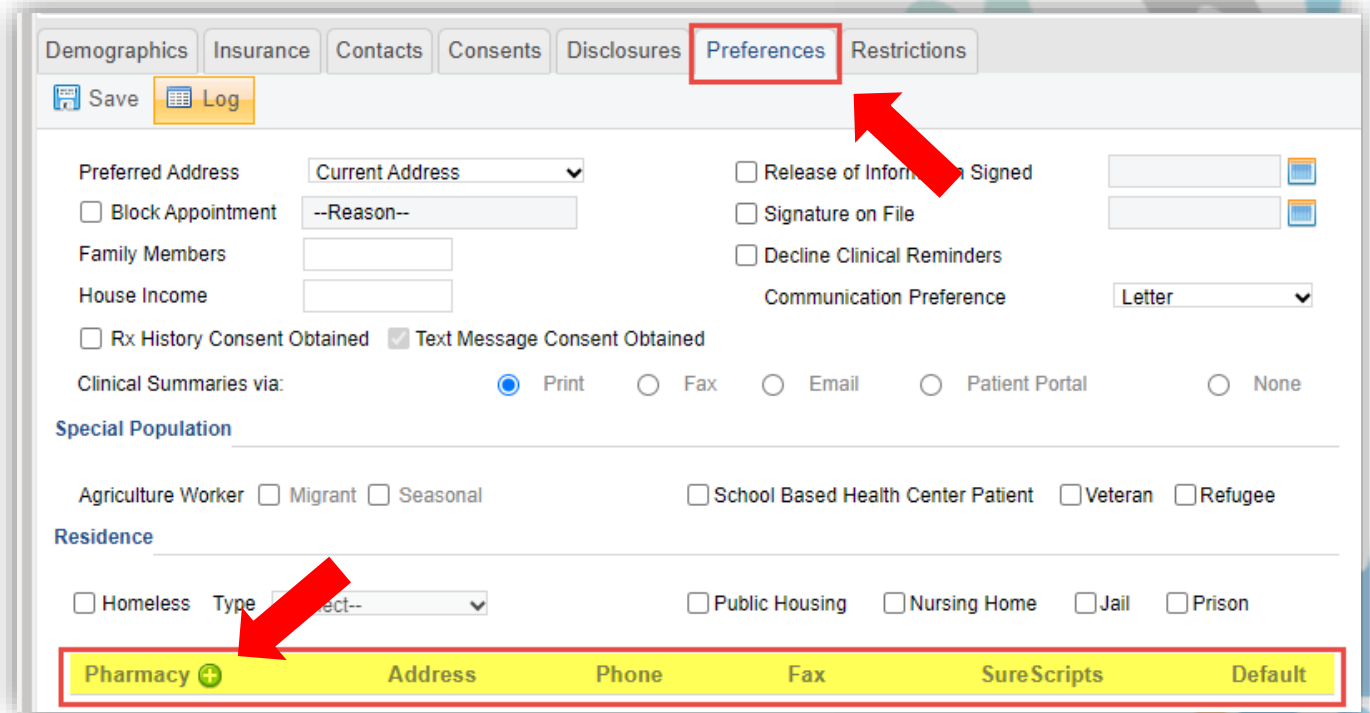 Demographics Insurance Contacts Consents Disclosures Preferences Restrictions
Save Log
Preferred Address Current Address Release of Inform n Signed
Block Appointment --Reason-- Signature on File
Family Members Decline Clinical Reminders
House Income Communication Preference Letter
Rx History Consent Obtained Text Message Consent Obtained
Clinical Summaries via: Print Fax Email Patient Portal None
Special Population
Agriculture Worker Migrant Seasonal School Based Health Center Patient Veteran Refugee
Residence
Homeless Type ect-- Public Housing Nursing Home Jail Prison
Pharmacy Address Phone Fax SureScripts Default